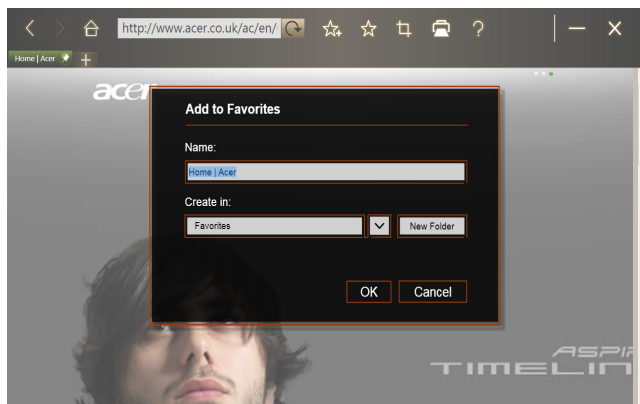 http://www.acer.co.uk/ac/en/
Home | Acer
acer
Add to Favorites
Name:
Home | Acer
Create in:
Favorites
New Folder
OK Cancel
ASPIR
TIMELIN